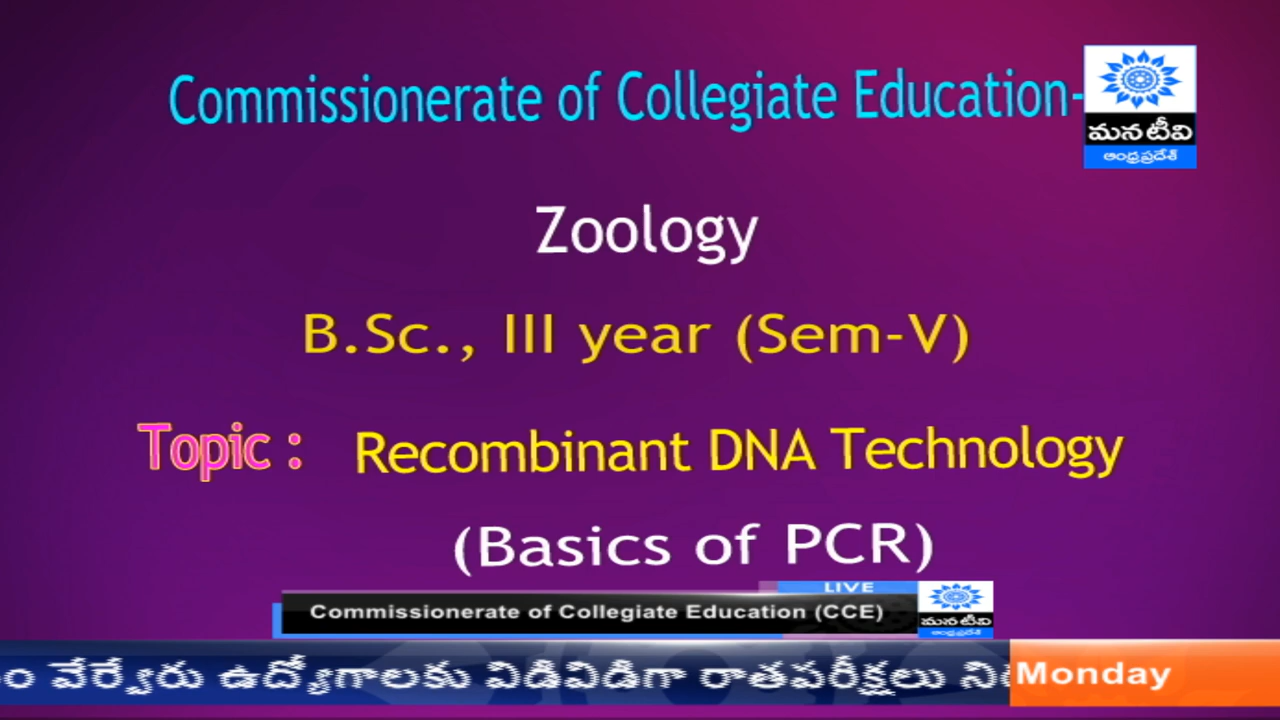 Commissionerate of Collegiate Education-
మన టీవి
ఆంధ్రప్రదేశ్
Zoology
B.Sc., III year (Sem-V)
Topic : Recombinant DNA Technology
(Basics of PCR)
LIVE
Commissionerate of Collegiate Education (CCE)
మన టీవి
ఆంధ్రప్రదేశ్
వేర్వేరు ఉద్యోగాలకు విడివిడిగా రాతపరీక్షలు
Monday